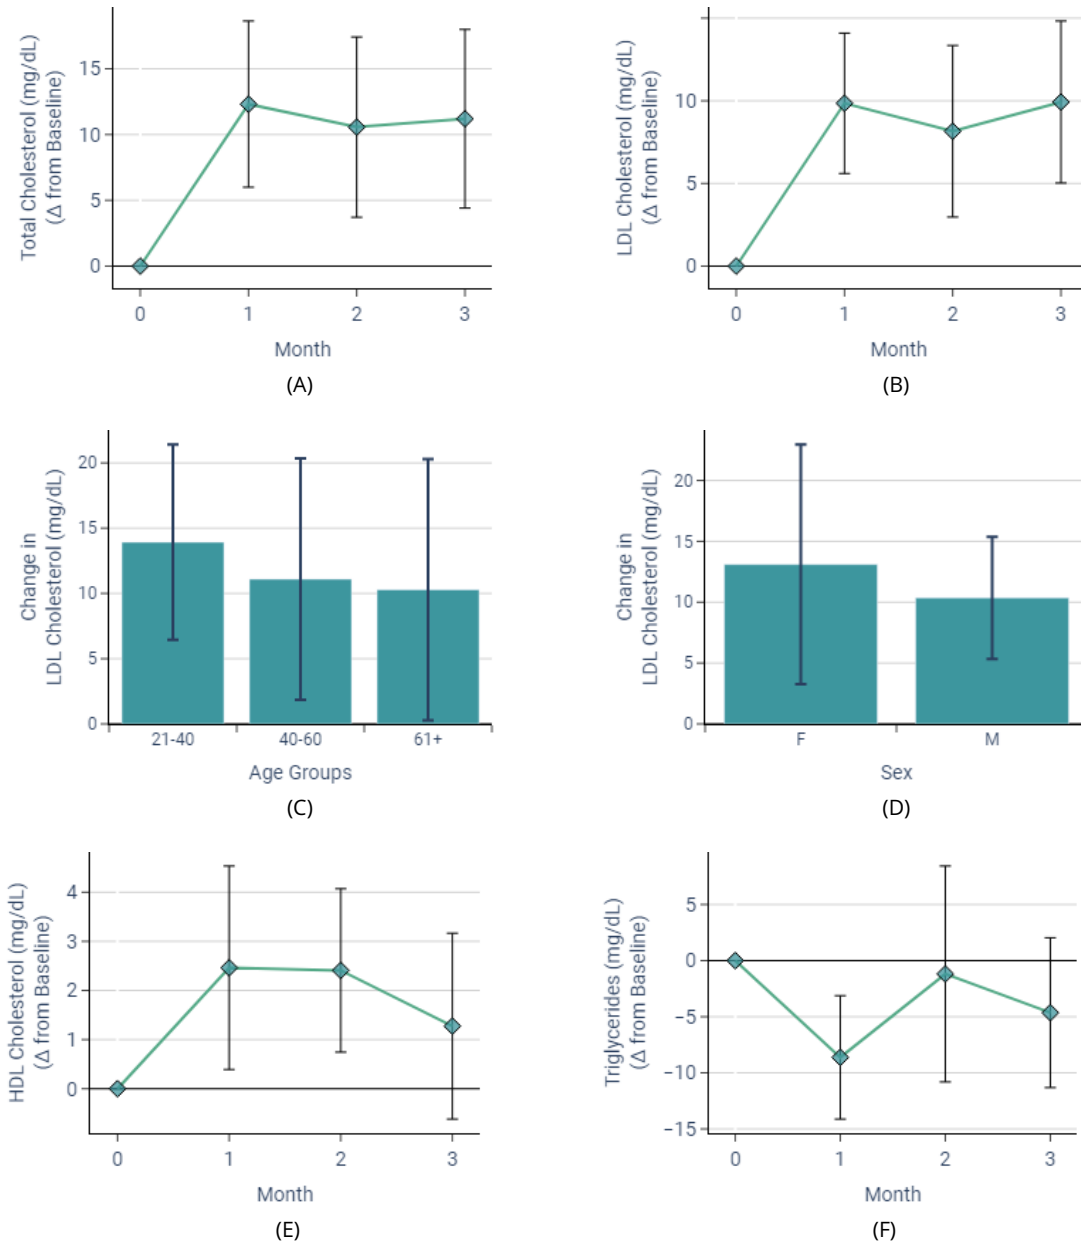 Total Cholesterol (mg/dL)
(Δ from Baseline)
15
10
5
0
0 1 2 3
Month
(A)
LDL Cholesterol (mg/dL)
(Δ from Baseline)
10
5
0
0 1 2 3
Month
(B)
Change in
LDL Cholesterol (mg/dL)
20
15
10
5
0
21-40 40-60 61+
Age Groups
(C)
Change in
LDL Cholesterol (mg/dL)
20
15
10
5
0
F M
Sex
(D)
HDL Cholesterol (mg/dL)
(Δ from Baseline)
4
3
2
1
0
0 1 2 3
Month
(E)
Triglycerides (mg/dL)
(Δ from Baseline)
5
0
−5
−10
−15
0 1 2 3
Month
(F)